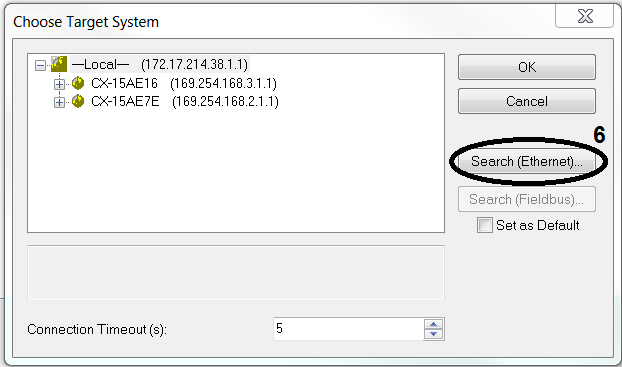 Choose Target System
—Local— (172.17.214.38.1.1)
CX-15AE16 (169.254.168.3.1.1)
CX-15AE7E (169.254.168.2.1.1)
OK
Cancel
6
Search (Ethernet)...
Search (Fieldbus)...
Set as Default
Connection Timeout (s):
5